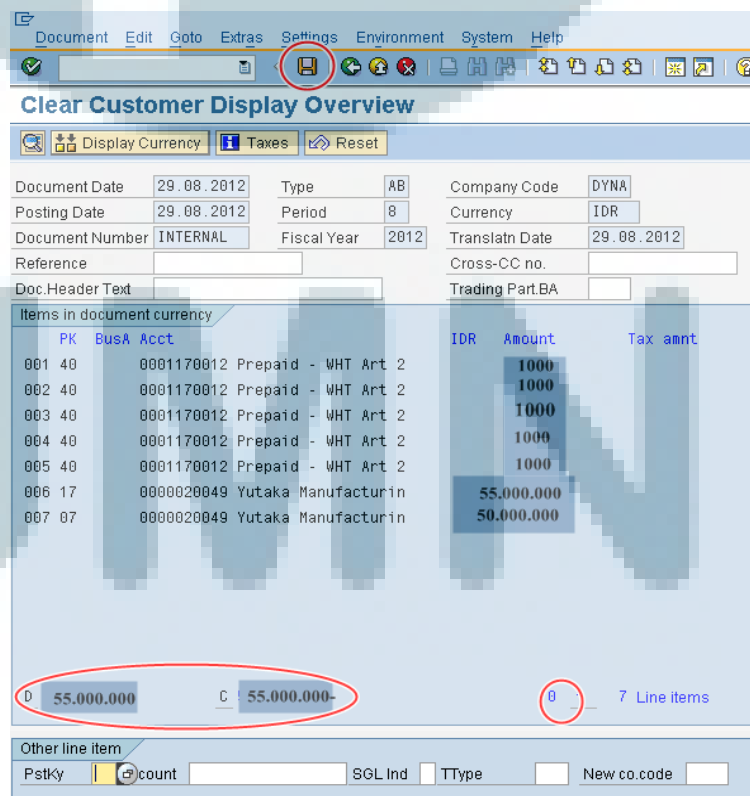 Document Edit Goto Extras Settings Environment System Help
Clear Customer Display Overview
Display Currency Taxes Reset
Document Date 29.08.2012 Type AB Company Code DYNA
Posting Date 29.08.2012 Period 8 Currency IDR
Document Number INTERNAL Fiscal Year 2012 Translatn Date 29.08.2012
Reference Cross-CC no.
Doc.Header Text Trading Part.BA
Items in document currency
PK BusA Acct IDR Amount Tax amnt
001 40 0001170012 Prepaid - WHT Art 2 1000
002 40 0001170012 Prepaid - WHT Art 2 1000
003 40 0001170012 Prepaid - WHT Art 2 1000
004 40 0001170012 Prepaid - WHT Art 2 1000
005 40 0001170012 Prepaid - WHT Art 2 1000
006 17 0000020049 Yutaka Manufacturin 55.000.000
007 07 0000020049 Yutaka Manufacturin 50.000.000
D 55.000.000 C 55.000.000- 0 7 Line items
Other line item
PstKy count SGL Ind TType New co.code